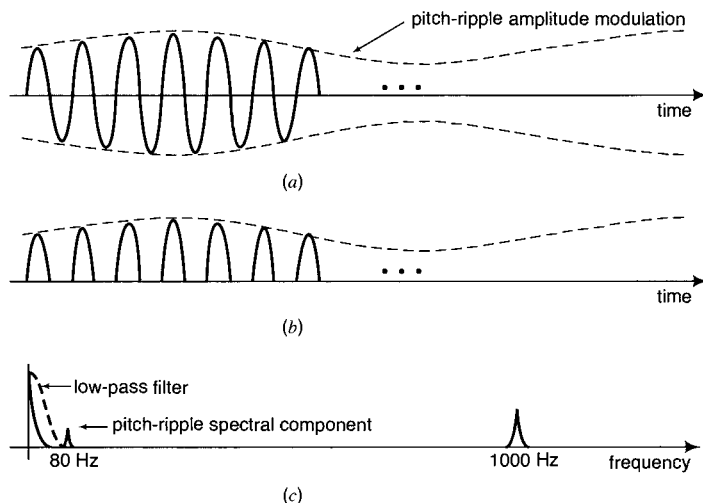 pitch-ripple amplitude modulation
. . .
time
(a)
. . .
time
(b)
low-pass filter
pitch-ripple spectral component
80 Hz
1000 Hz
frequency
(c)